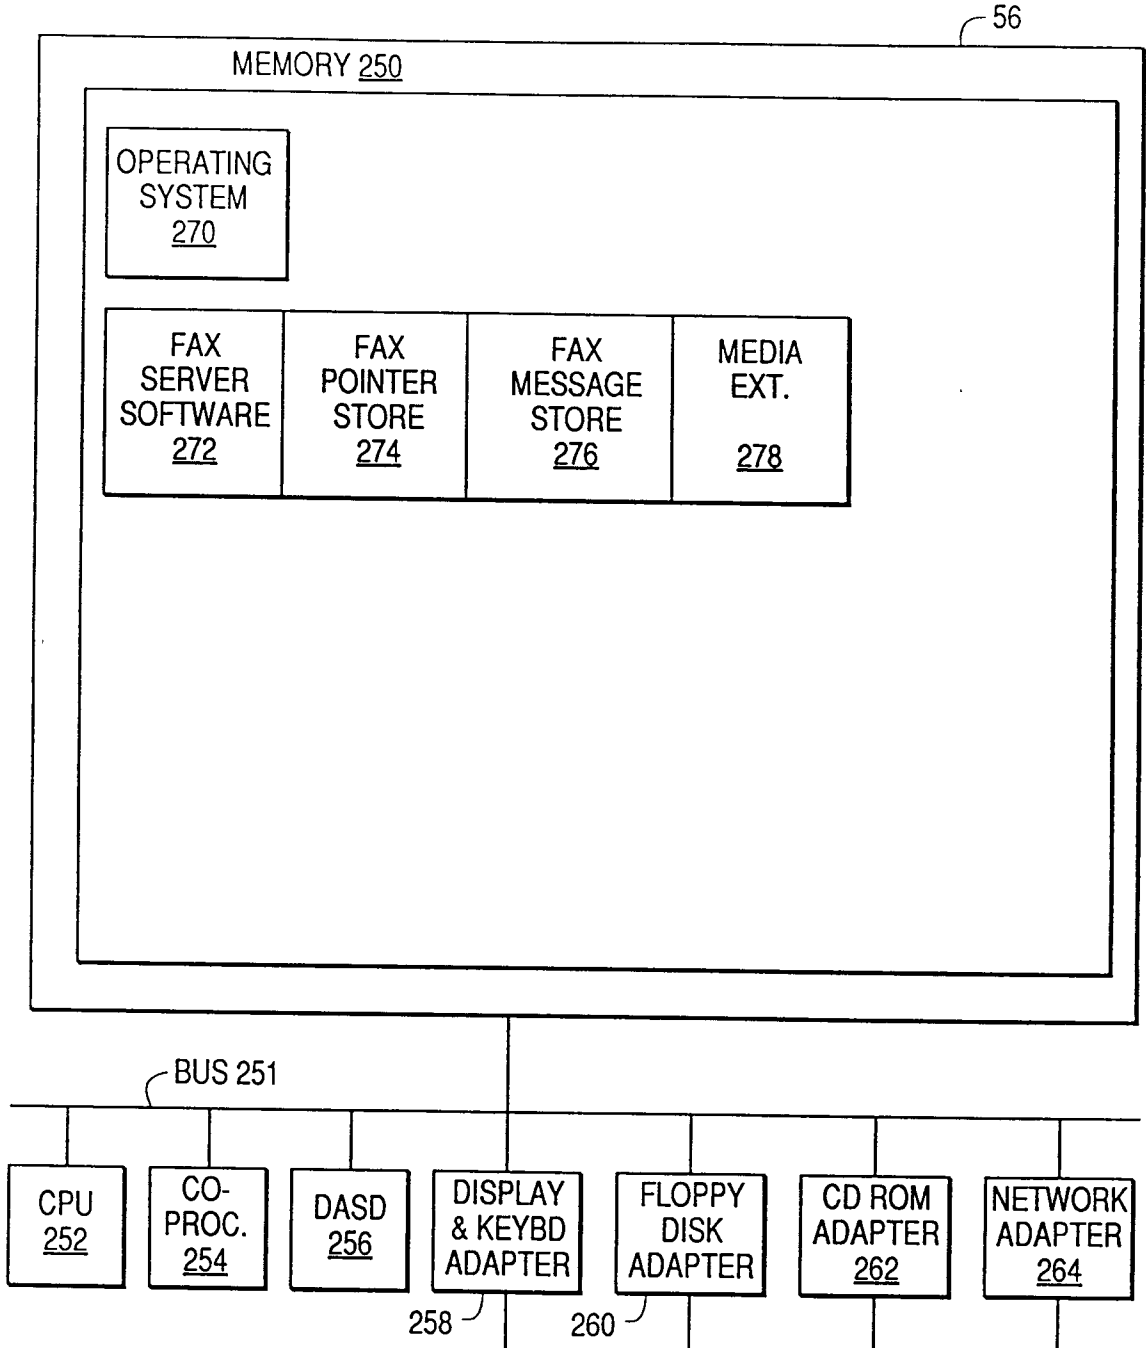 56
MEMORY 250
OPERATING
SYSTEM
270
FAX
SERVER
SOFTWARE
272
FAX
POINTER
STORE
274
FAX
MESSAGE
STORE
276
MEDIA
EXT.
278
BUS 251
CPU
252
CO-
PROC.
254
DASD
256
DISPLAY
& KEYBD
ADAPTER
258
FLOPPY
DISK
ADAPTER
260
CD ROM
ADAPTER
262
NETWORK
ADAPTER
264